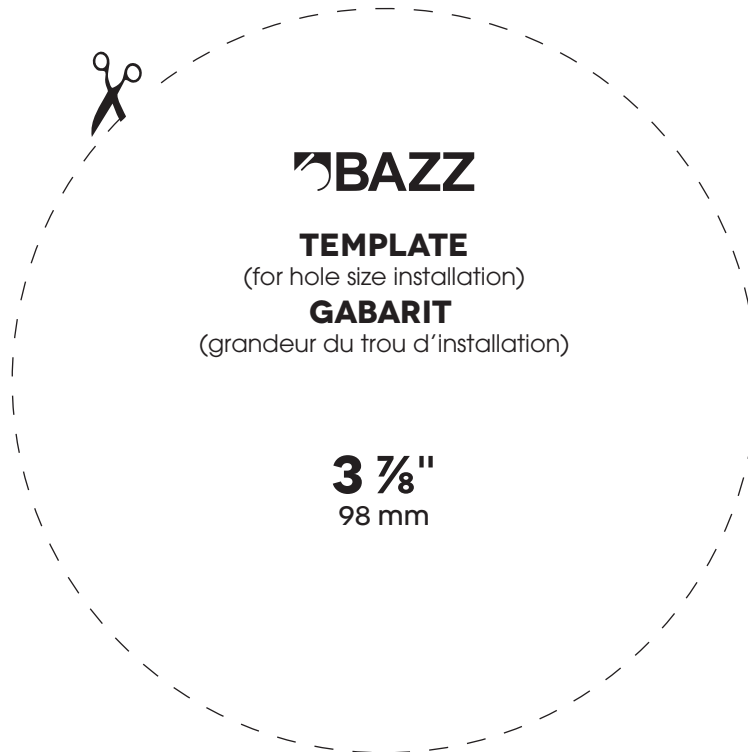 BAZZ
TEMPLATE
(for hole size installation)
GABARIT
(grandeur du trou d'installation)
3 ⅞"
98 mm